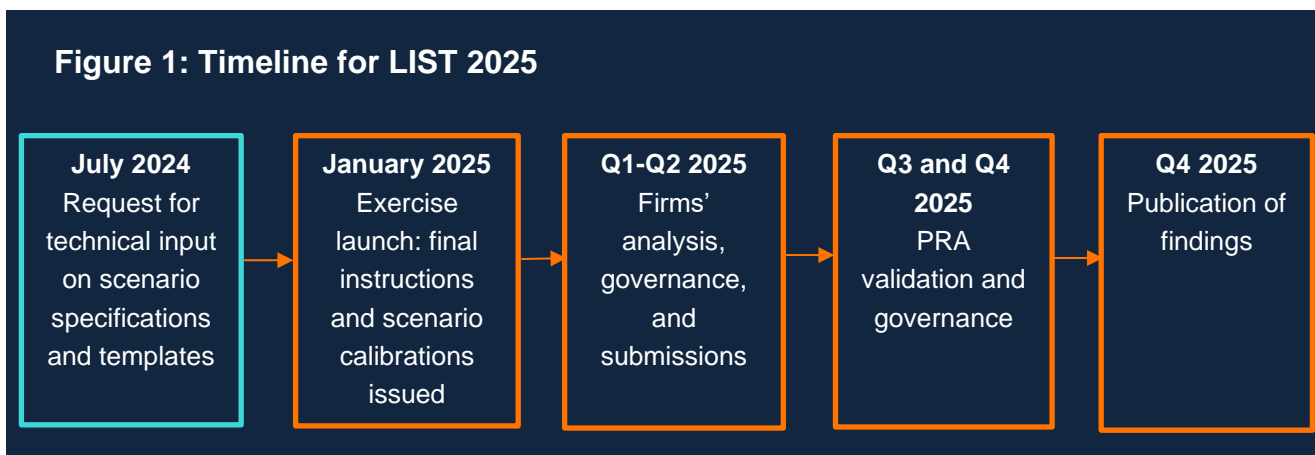 Figure 1: Timeline for LIST 2025
July 2024
Request for
technical input
on scenario
specifications
and templates
January 2025
Exercise
launch: final
instructions
and scenario
calibrations
issued
Q1-Q2 2025
Firms’
analysis,
governance,
and
submissions
Q3 and Q4
2025
PRA
validation and
governance
Q4 2025
Publication of
findings